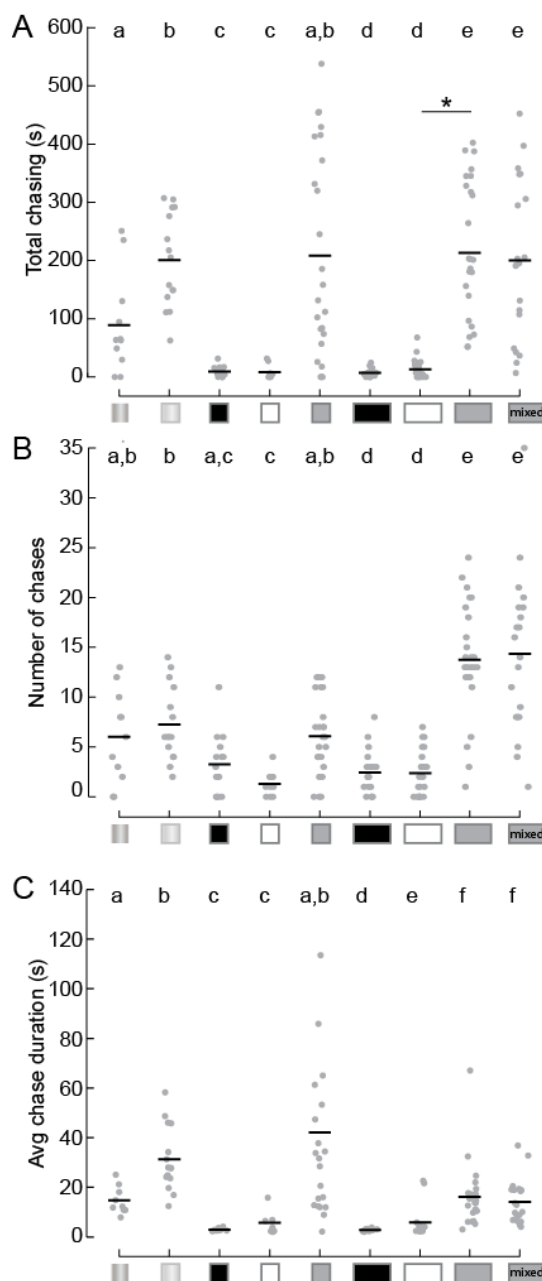 A
a b c c a,b d d e e
*
Total chasing (s)
600
500
400
300
200
100
0
mixed
B
a,b b a,c c a,b d d e e
Number of chases
35
30
25
20
15
10
5
0
mixed
C
a b c c a,b d e f f
Avg chase duration (s)
140
120
100
80
60
40
20
0
mixed